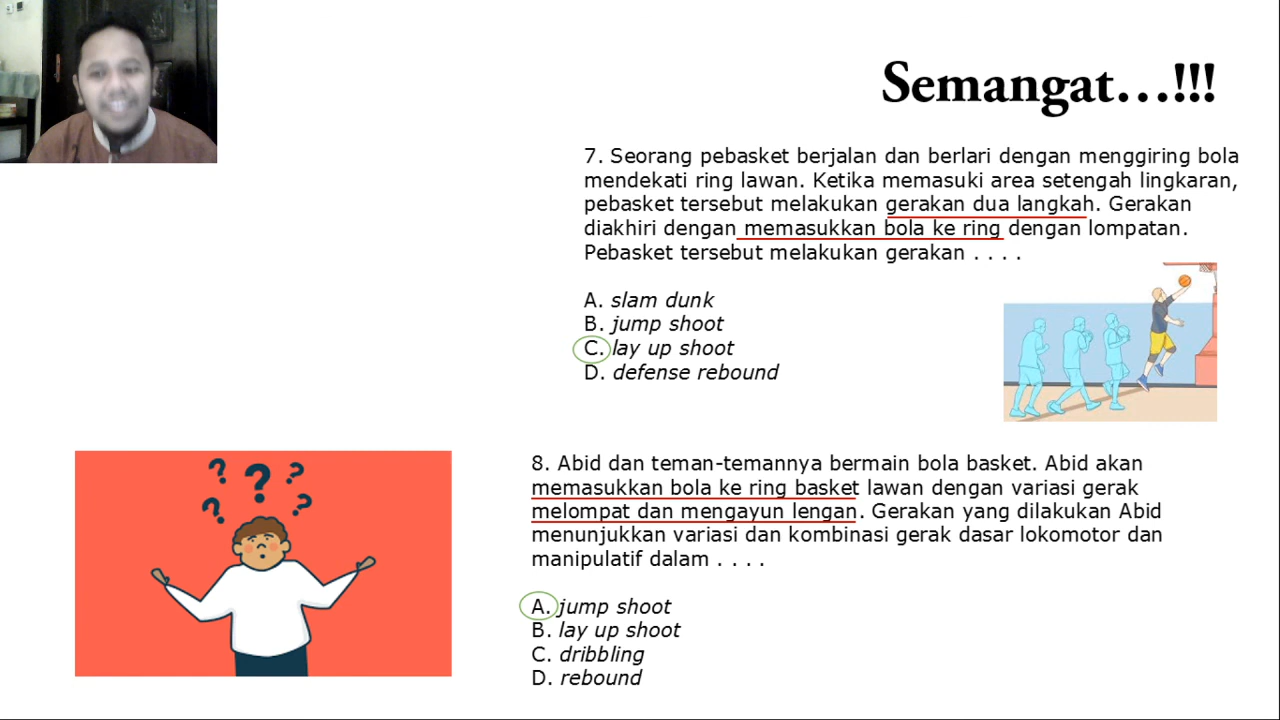 Semangat...!!!
7. Seorang pebasket berjalan dan berlari dengan menggiring bola
mendekati ring lawan. Ketika memasuki area setengah lingkaran,
pebasket tersebut melakukan gerakan dua langkah. Gerakan
diakhiri dengan memasukkan bola ke ring dengan lompatan.
Pebasket tersebut melakukan gerakan . . . .
A. slam dunk
B. jump shoot
C. lay up shoot
D. defense rebound
? ? ?
? ?
8. Abid dan teman-temannya bermain bola basket. Abid akan
memasukkan bola ke ring basket lawan dengan variasi gerak
melompat dan mengayun lengan. Gerakan yang dilakukan Abid
menunjukkan variasi dan kombinasi gerak dasar lokomotor dan
manipulatif dalam . . . .
A. jump shoot
B. lay up shoot
C. dribbling
D. rebound